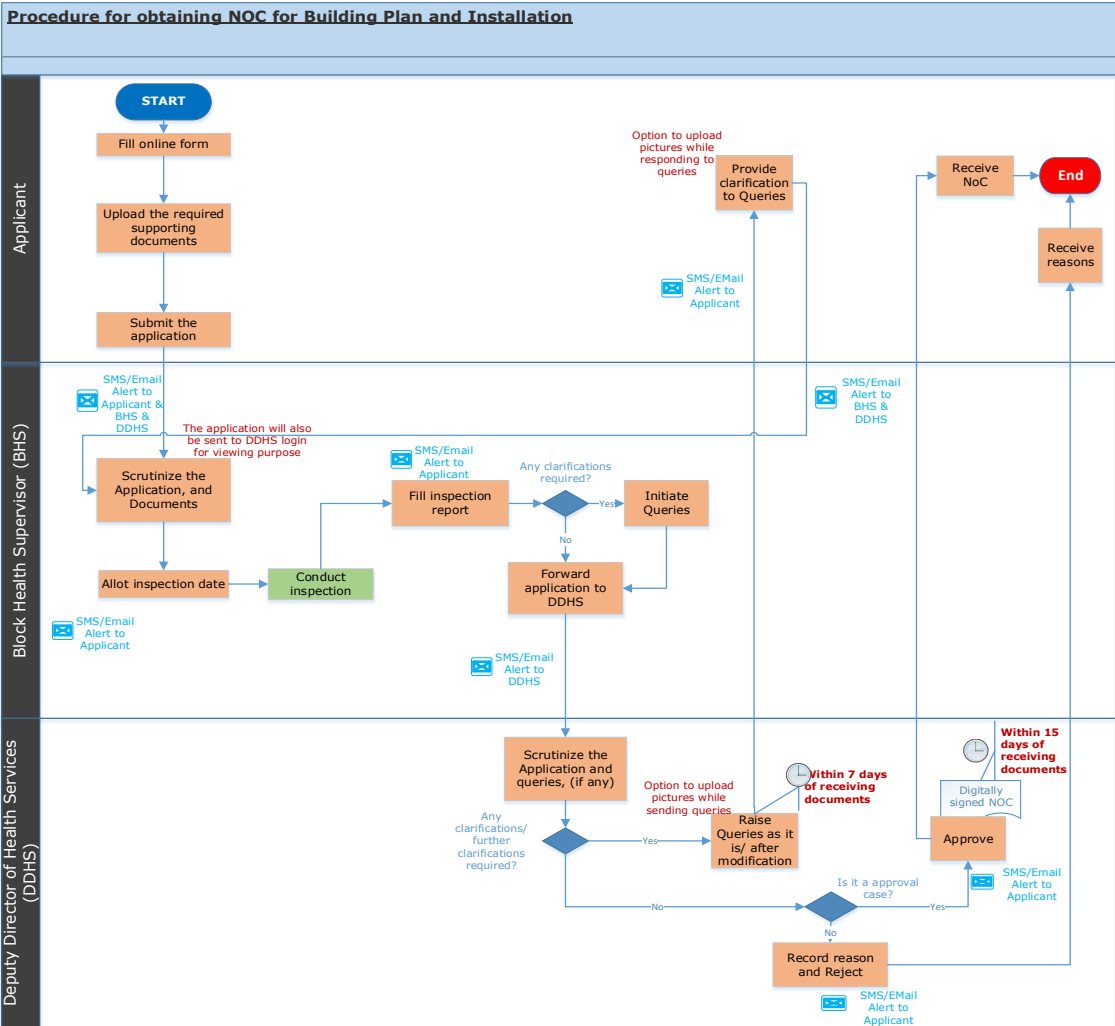 Procedure for obtaining NOC for Building Plan and Installation
Applicant
START
Fill online form
Upload the required
supporting
documents
Submit the
application
Option to upload
pictures while
responding to
queries
Provide
clarification
to Queries
Receive
NoC
End
Receive
reasons
SMS/EMail
Alert to
Applicant
Block Health Supervisor (BHS)
SMS/Email
Alert to
Applicant &
BHS &
DDHS
The application will also
be sent to DDHS login
for viewing purpose
SMS/Email
Alert to
BHS &
DDHS
Scrutinize the
Application, and
Documents
Allot inspection date
SMS/Email
Alert to
Applicant
Conduct
inspection
SMS/Email
Alert to
Applicant
Fill inspection
report
Any clarifications
required?
Yes
Initiate
Queries
No
Forward
application to
DDHS
SMS/Email
Alert to
DDHS
Deputy Director of Health Services
(DDHS)
Scrutinize the
Application and
queries, (if any)
Any
clarifications/
further
clarifications
required?
Yes
Option to upload
pictures while
sending queries
Within 7 days
of receiving
documents
Raise
Queries as it
is/ after
modification
No
Is it a approval
case?
Yes
Within 15
days of
receiving
documents
Digitally
signed NOC
Approve
SMS/Email
Alert to
Applicant
No
Record reason
and Reject
SMS/EMail
Alert to
Applicant